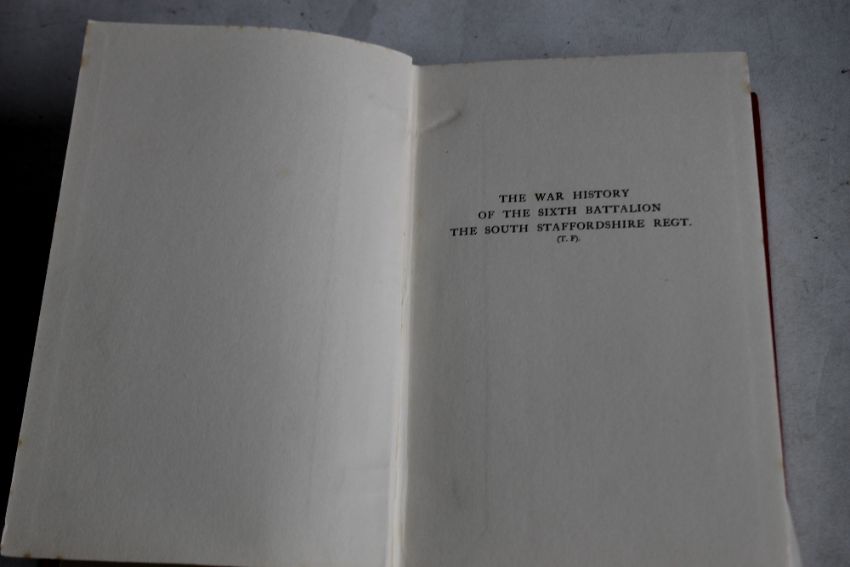 THE WAR HISTORY
OF THE SIXTH BATTALION
THE SOUTH STAFFORDSHIRE REGT.
(T. F).